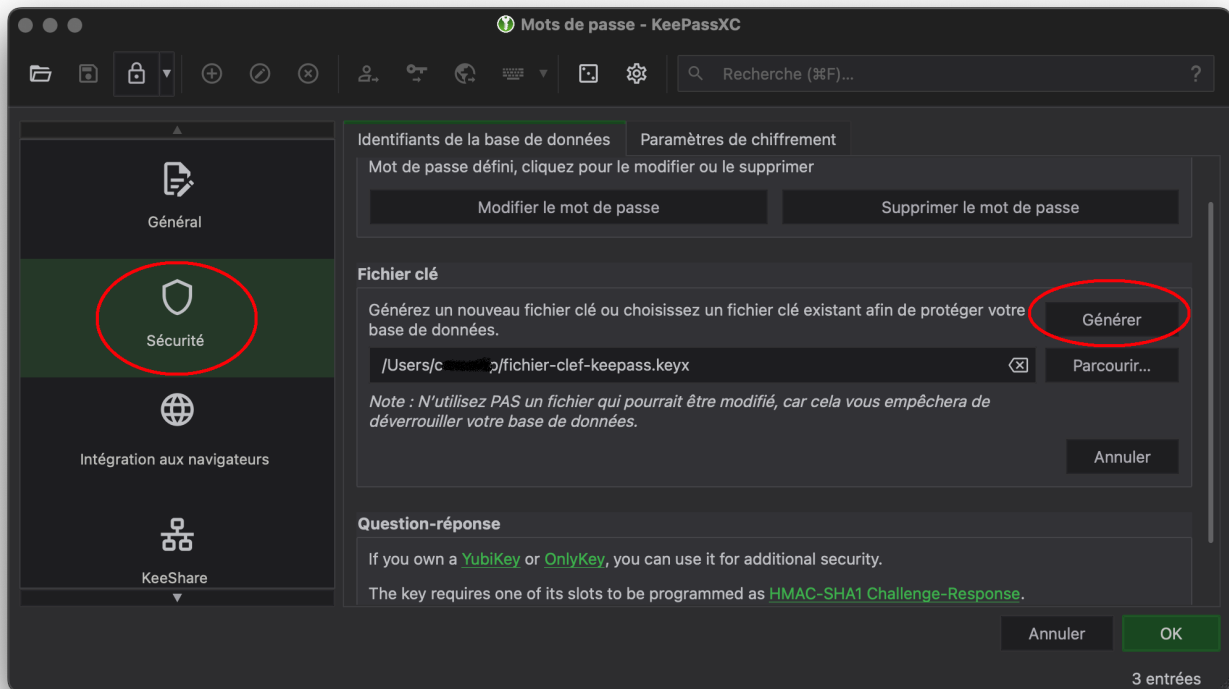 Mots de passe - KeePassXC
Recherche (⌘F)...
?
Général
Sécurité
Intégration aux navigateurs
KeeShare
Identifiants de la base de données
Paramètres de chiffrement
Mot de passe défini, cliquez pour le modifier ou le supprimer
Modifier le mot de passe
Supprimer le mot de passe
Fichier clé
Générez un nouveau fichier clé ou choisissez un fichier clé existant afin de protéger votre
base de données.
Générer
/Users/c p/fichier-clef-keepass.keyx
Parcourir...
Note : N'utilisez PAS un fichier qui pourrait être modifié, car cela vous empêchera de
déverrouiller votre base de données.
Annuler
Question-réponse
If you own a YubiKey or OnlyKey, you can use it for additional security.
The key requires one of its slots to be programmed as HMAC-SHA1 Challenge-Response.
Annuler
OK
3 entrées